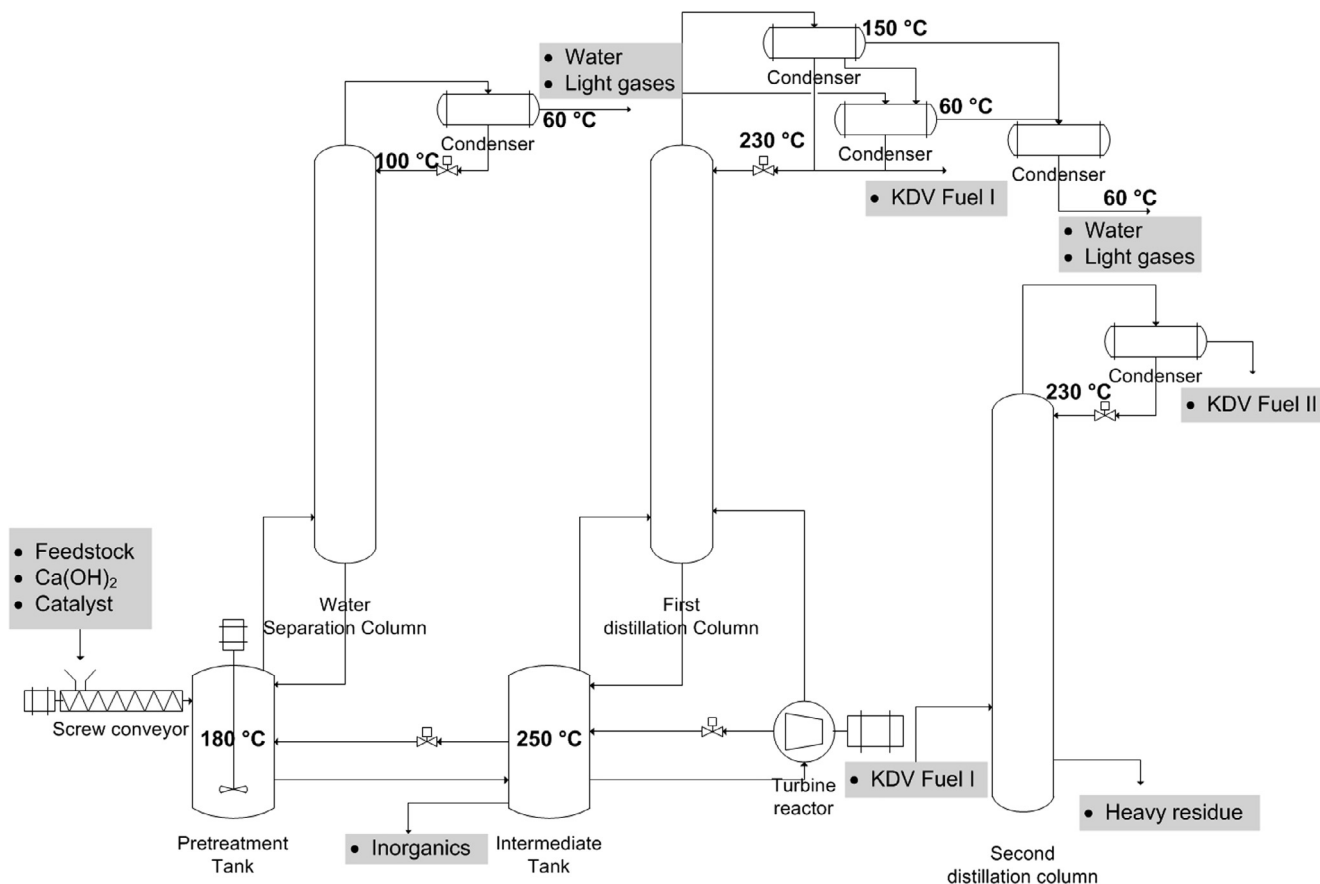 150 °C
• Water
• Light gases
Condenser
60 °C
Condenser
60 °C
100 °C
230 °C
Condenser
Condenser
• KDV Fuel I
60 °C
• Water
• Light gases
Condenser
230 °C
• KDV Fuel II
• Feedstock
• Ca(OH)₂
• Catalyst
Water
Separation Column
First
distillation Column
Screw conveyor
180 °C
250 °C
• KDV Fuel I
Turbine
reactor
• Heavy residue
Pretreatment
Tank
• Inorganics
Intermediate
Tank
Second
distillation column